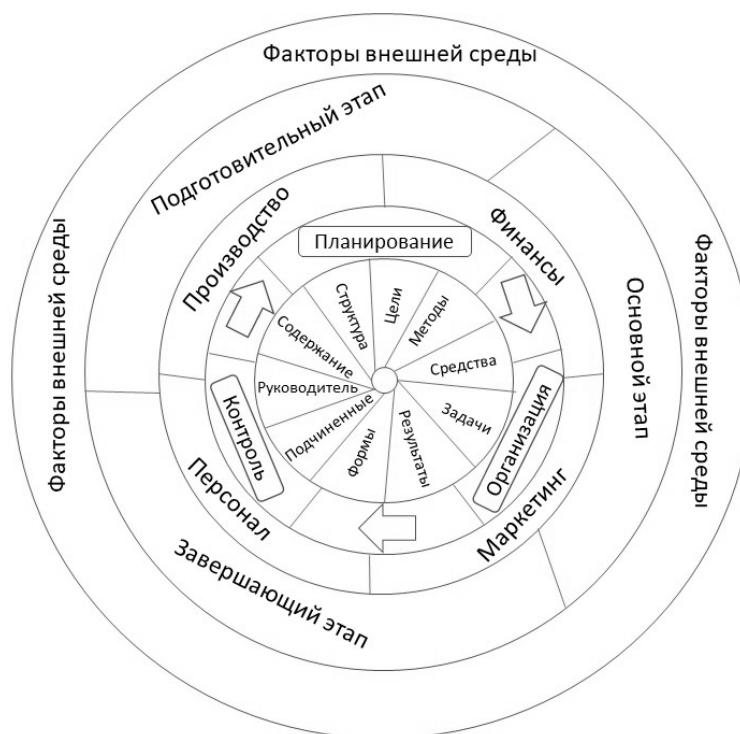 Факторы внешней среды
Факторы внешней среды
Факторы внешней среды
Подготовительный этап
Основной этап
Завершающий этап
Производство
Финансы
Маркетинг
Персонал
Планирование
Организация
Контроль
Цели
Методы
Средства
Задачи
Результаты
Формы
Подчиненные
Руководитель
Содержание
Структура